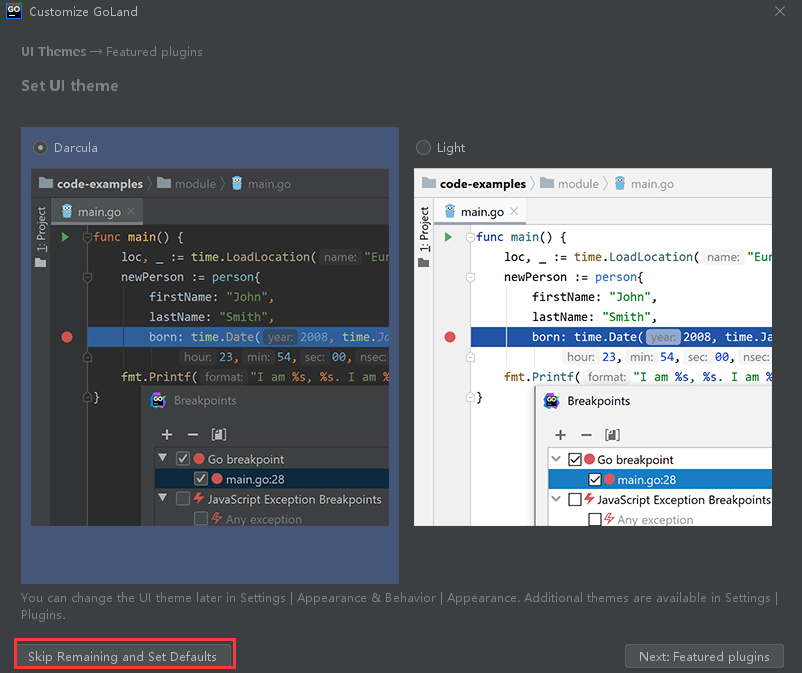 GO Customize GoLand
UI Themes → Featured plugins
Set UI theme
Darcula
code-examples module main.go
1: Project
main.go
func main() {
loc, _ := time.LoadLocation( name: "Eur
newPerson := person{
firstName: "John",
lastName: "Smith",
born: time.Date( year: 2008, time.Ja
hour: 23, min: 54, sec: 00, nsec:
fmt.Printf( format: "I am %s, %s. I am %
}
Breakpoints
Go breakpoint
main.go:28
JavaScript Exception Breakpoints
Any exception
Light
code-examples module main.go
1: Project
main.go
func main() {
loc, _ := time.LoadLocation( name: "Eur
newPerson := person{
firstName: "John",
lastName: "Smith",
born: time.Date( year: 2008, time.Ja
hour: 23, min: 54, sec: 00, nsec:
fmt.Printf( format: "I am %s, %s. I am %
}
Breakpoints
Go breakpoint
main.go:28
JavaScript Exception Breakpoints
Any exception
You can change the UI theme later in Settings | Appearance & Behavior | Appearance. Additional themes are available in Settings |
Plugins.
Skip Remaining and Set Defaults
Next: Featured plugins